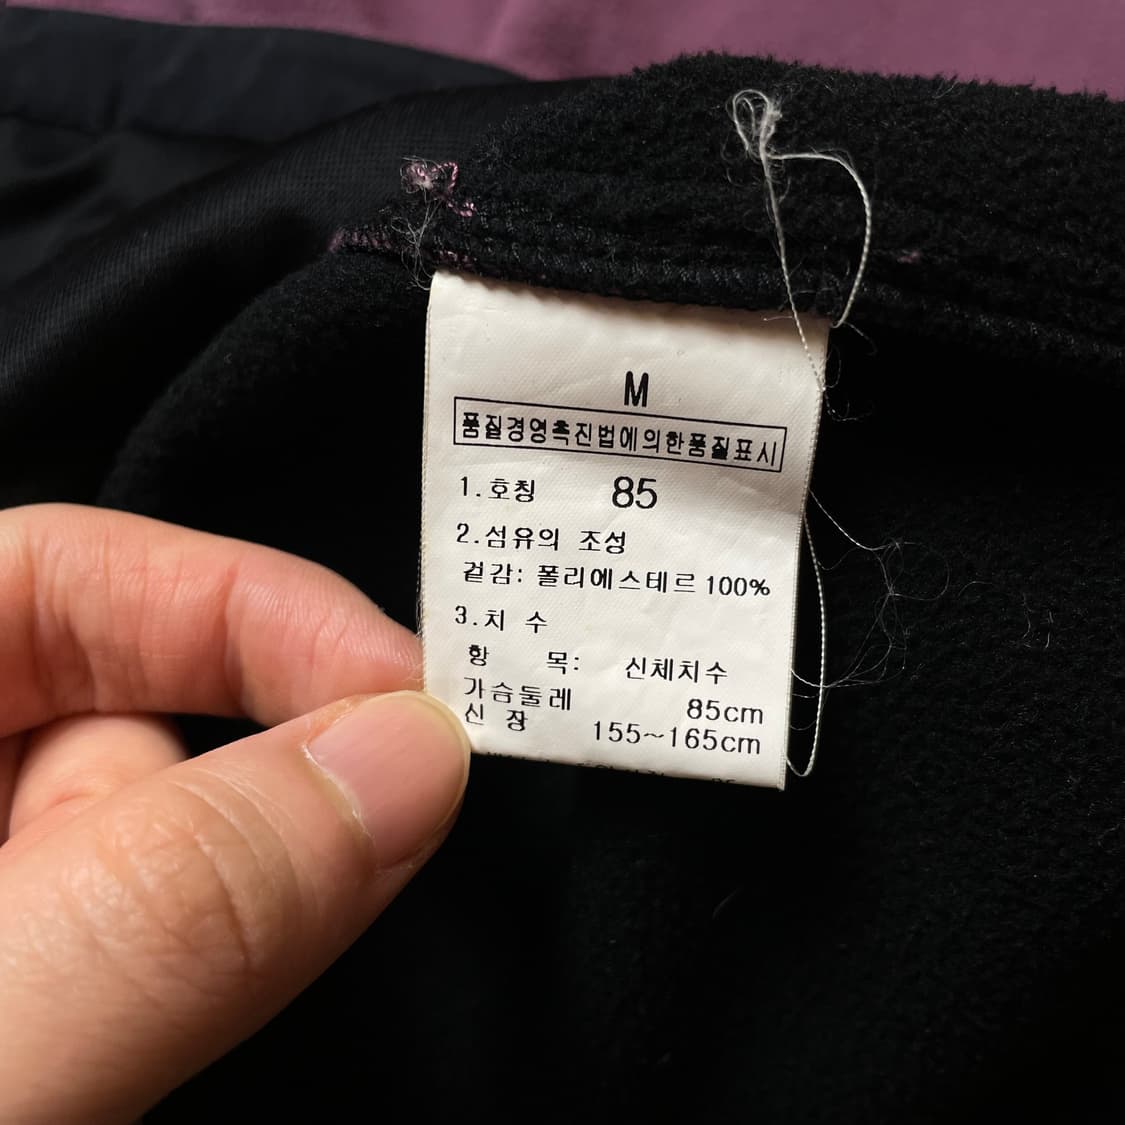 M
품질경영촉진법에의한품질표시
1.호칭 85
2.섬유의 조성
겉감: 폴리에스테르 100%
3.치 수
항 목: 신체치수
가슴둘레 85cm
신 장 155~165cm